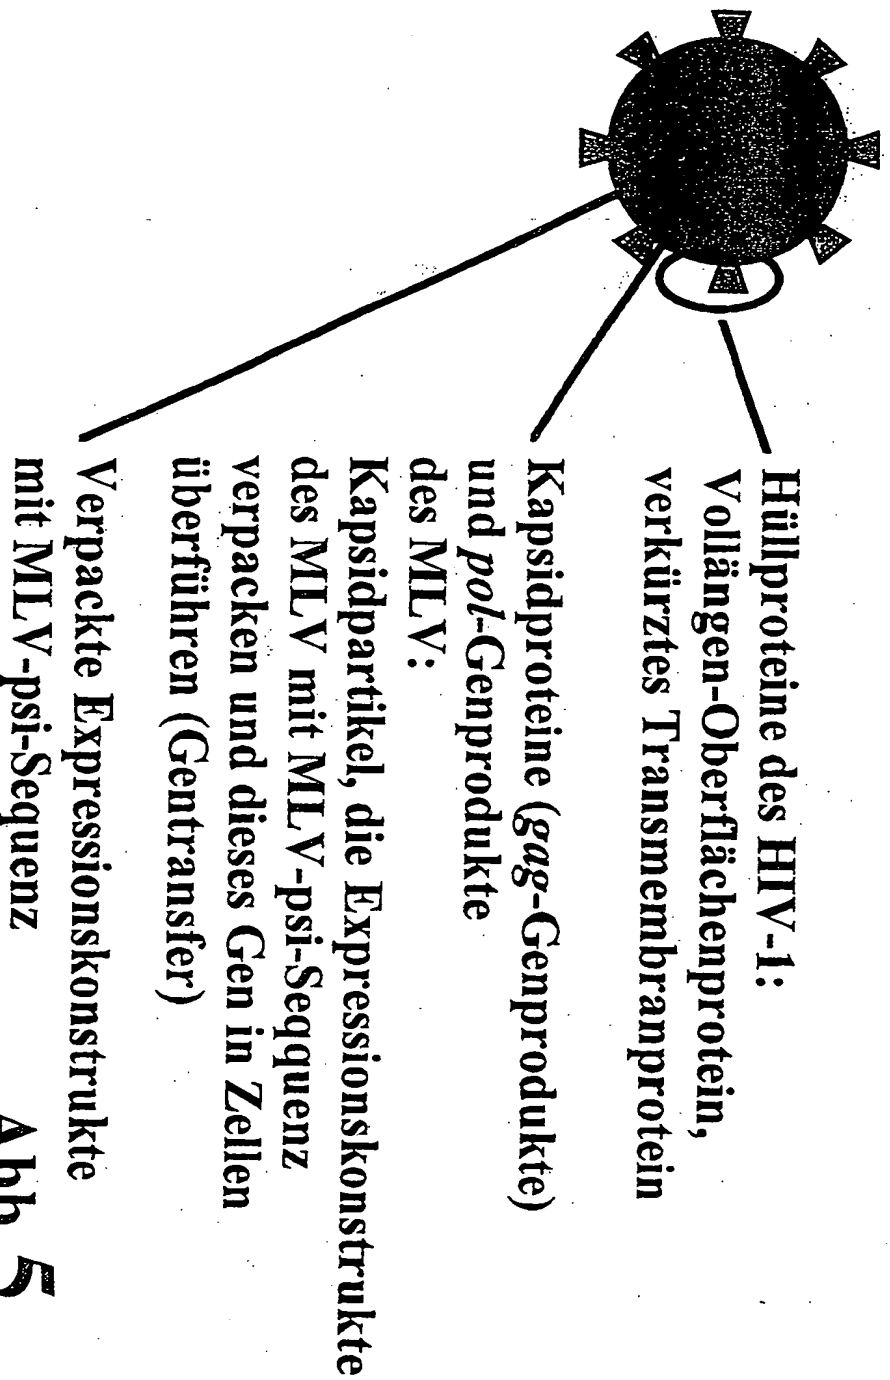 Hüllproteine des HIV-1:
Vollängen-Oberflächenprotein,
verkürztes Transmembranprotein
Kapsidproteine (gag-Genprodukte)
und pol-Genprodukte
des MLV:
Kapsidpartikel, die Expressionskonstrukte
des MLV mit MLV-psi-Seqquenz
verpacken und dieses Gen in Zellen
überführen (Gentransfer)
Verpackte Expressionskonstrukte
mit MLV-psi-Sequenz
Abb 5